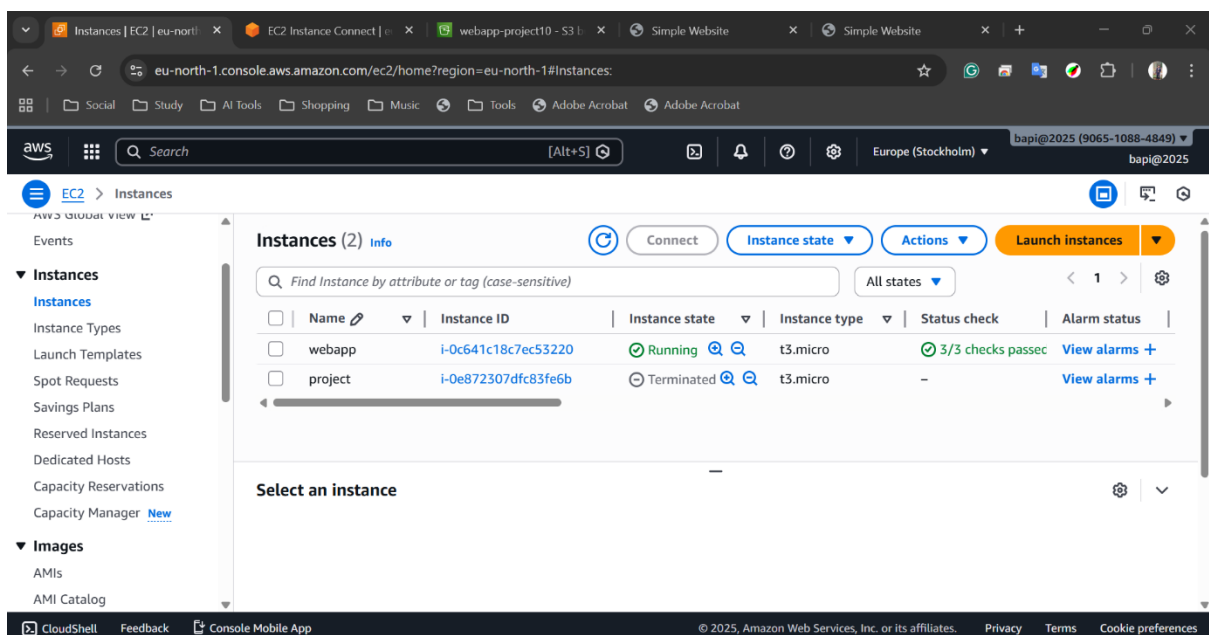 Instances | EC2 | eu-north
EC2 Instance Connect |
webapp-project10 - S3 b
Simple Website
Simple Website
eu-north-1.console.aws.amazon.com/ec2/home?region=eu-north-1#Instances:
Social Study AI Tools Shopping Music Tools Adobe Acrobat Adobe Acrobat
bapi@2025 (9065-1088-4849)
aws Search [Alt+S] Europe (Stockholm)
bapi@2025
EC2 > Instances
AWS Global View
Events
Instances
Instances
Instance Types
Launch Templates
Spot Requests
Savings Plans
Reserved Instances
Dedicated Hosts
Capacity Reservations
Capacity Manager New
Images
AMIs
AMI Catalog
Instances (2) Info Connect Instance state Actions Launch instances
Find Instance by attribute or tag (case-sensitive) All states 1
Name Instance ID Instance state Instance type Status check Alarm status
webapp i-0c641c18c7ec53220 Running t3.micro 3/3 checks passec View alarms +
project i-0e872307dfc83fe6b Terminated t3.micro – View alarms +
Select an instance
CloudShell Feedback Console Mobile App © 2025, Amazon Web Services, Inc. or its affiliates. Privacy Terms Cookie preferences